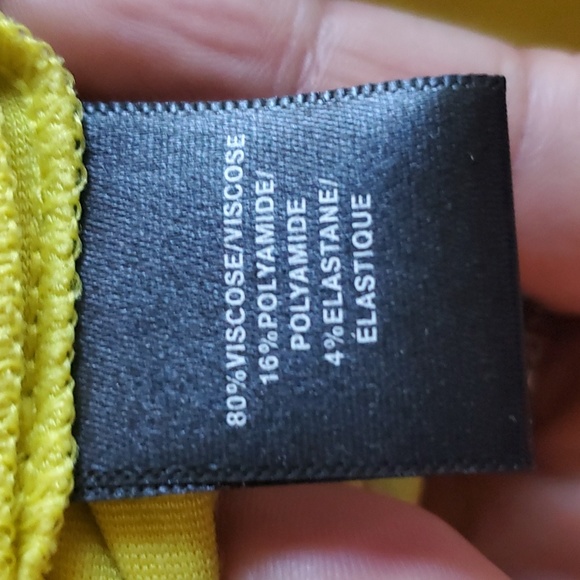 80%VISCOSE/VISCOSE
16%POLYAMIDE/
POLYAMIDE
4%ELASTANE/
ÉLASTIQUE